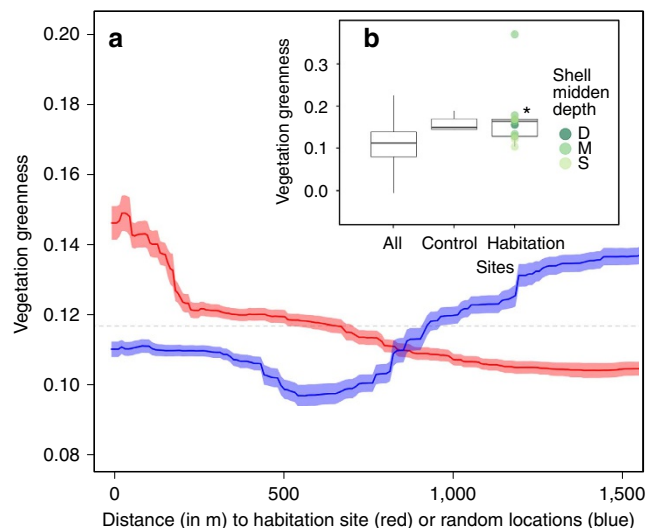 a
b
0.20
0.18
0.16
0.14
0.12
0.10
0.08
Vegetation greenness
0
500
1,000
1,500
Distance (in m) to habitation site (red) or random locations (blue)
Vegetation greenness
0.3
0.2
0.1
0.0
*
Shell
midden
depth
D
M
S
All
Control
Habitation
Sites